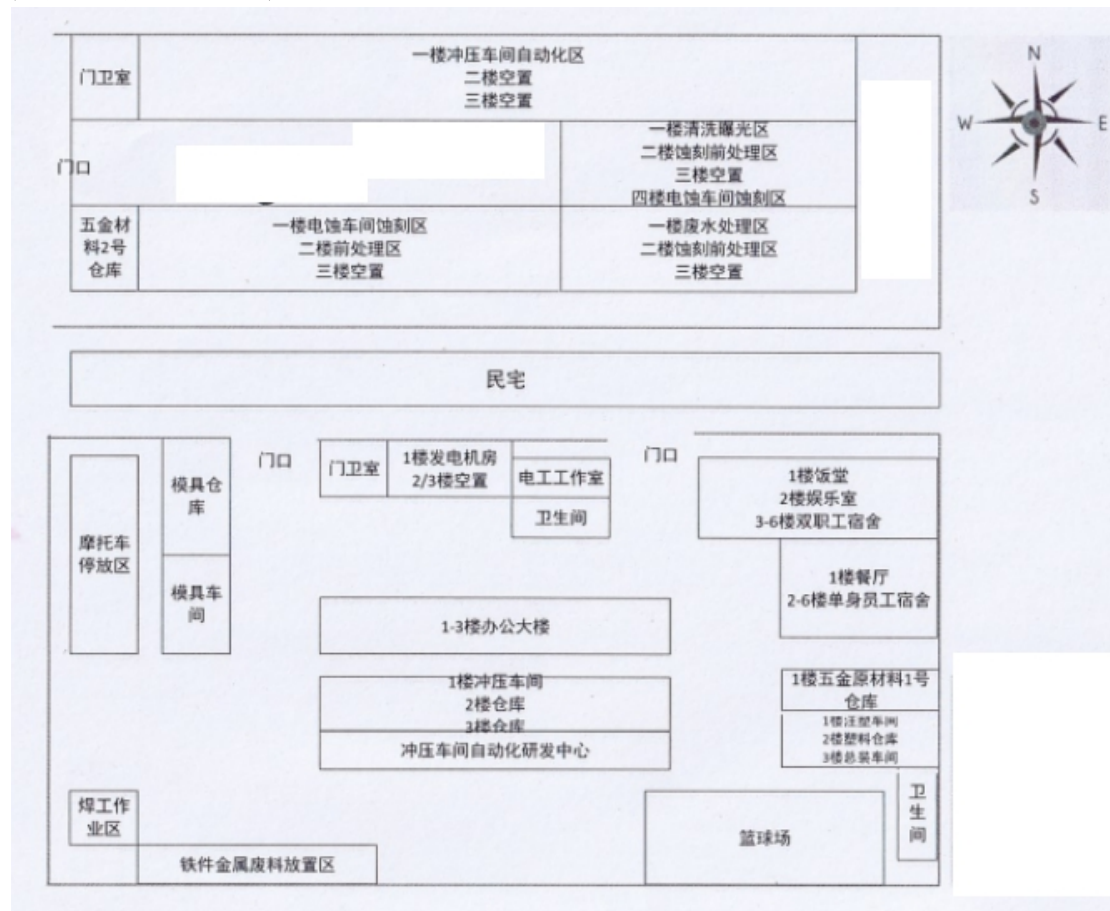 门卫室
一楼冲压车间自动化区
二楼空置
三楼空置
N
W
E
S
门口
一楼清洗曝光区
二楼蚀刻前处理区
三楼空置
四楼电蚀车间蚀刻区
五金材
料2号
仓库
一楼电蚀车间蚀刻区
二楼前处理区
三楼空置
一楼废水处理区
二楼蚀刻前处理区
三楼空置
民宅
摩托车
停放区
模具仓
库
模具车
间
门口
门卫室
1楼发电机房
2/3楼空置
电工工作室
卫生间
门口
1楼饭堂
2楼娱乐室
3-6楼双职工宿舍
1楼餐厅
2-6楼单身员工宿舍
1-3楼办公大楼
1楼冲压车间
2楼仓库
3楼仓库
冲压车间自动化研发中心
1楼五金原材料1号
仓库
1楼注塑车间
2楼塑料仓库
3楼总装车间
卫
生
间
焊工作
业区
铁件金属废料放置区
篮球场